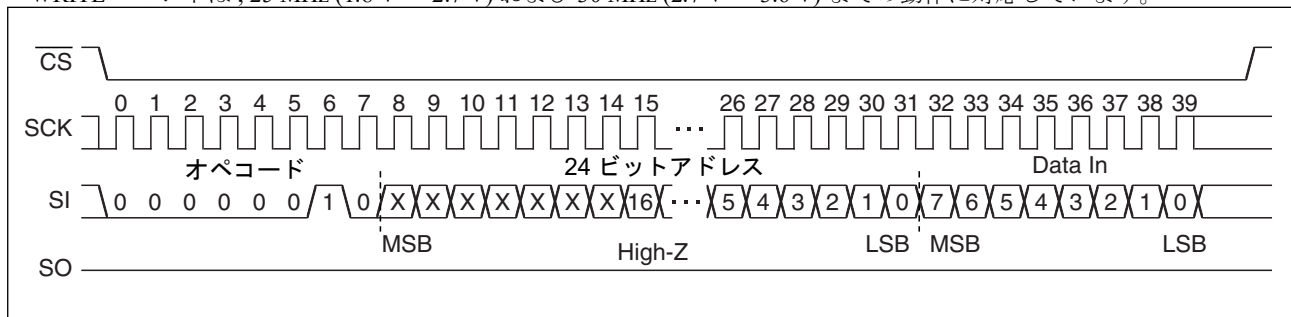 CS
0 1 2 3 4 5 6 7 8 9 10 11 12 13 14 15 26 27 28 29 30 31 32 33 34 35 36 37 38 39
SCK ···
オペコード 24 ビットアドレス Data In
SI 0 0 0 0 0 0 1 0 X X X X X X X 16 ··· 5 4 3 2 1 0 7 6 5 4 3 2 1 0
MSB High-Z LSB MSB LSB
SO